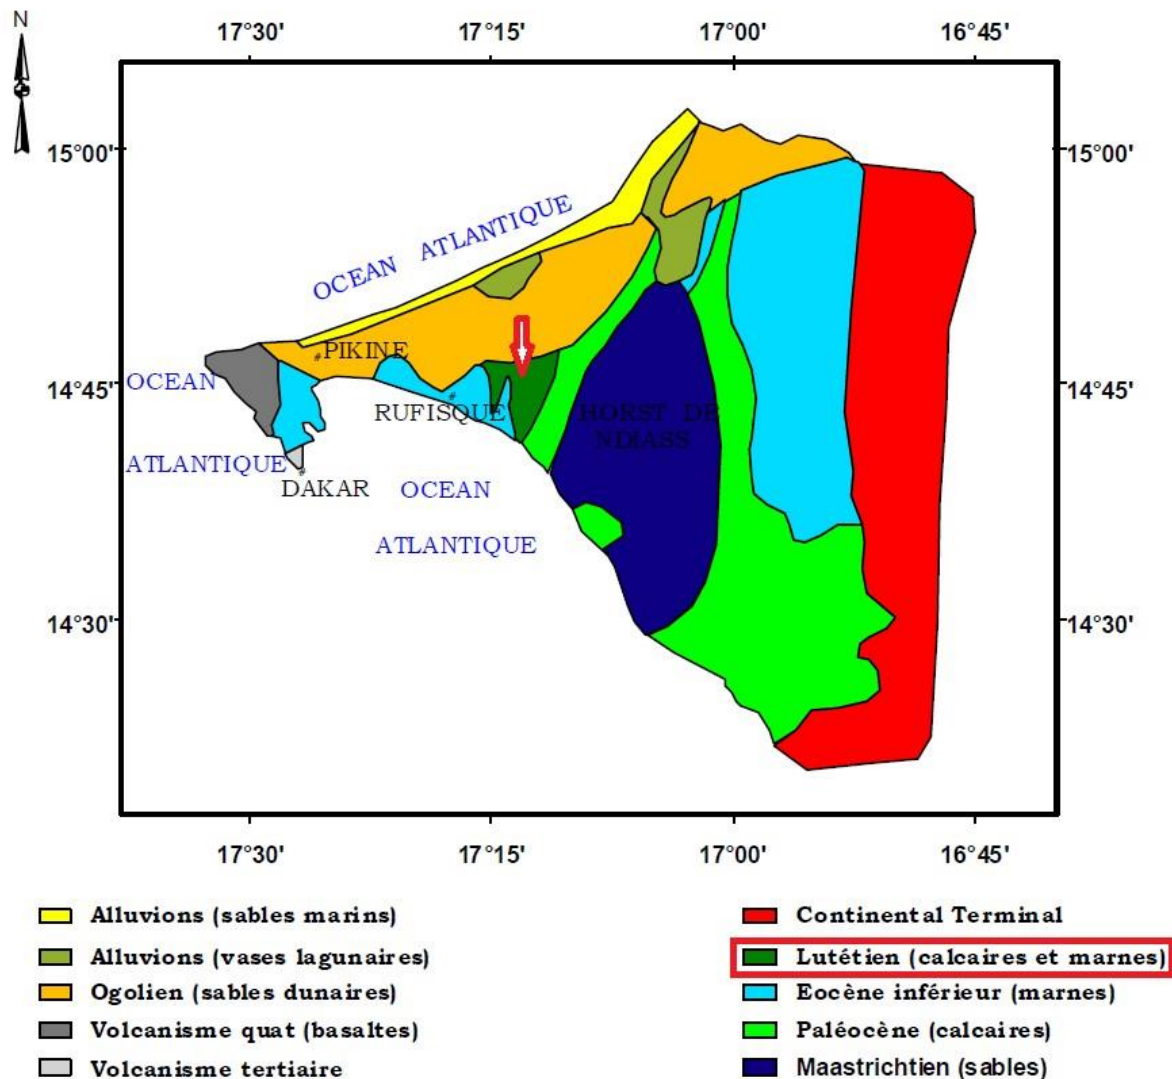 N
17°30' 17°15' 17°00' 16°45'
15°00' 15°00'
OCEAN ATLANTIQUE
PIKINE
OCEAN
14°45' 14°45'
RUFISQUE
HORST DE
NDIASS
ATLANTIQUE
DAKAR
OCEAN
ATLANTIQUE
14°30' 14°30'
17°30' 17°15' 17°00' 16°45'
Alluvions (sables marins)
Alluvions (vases lagunaires)
Ogolien (sables dunaires)
Volcanisme quat (basaltes)
Volcanisme tertiaire
Continental Terminal
Lutétien (calcaires et marnes)
Eocène inférieur (marnes)
Paléocène (calcaires)
Maastrichtien (sables)